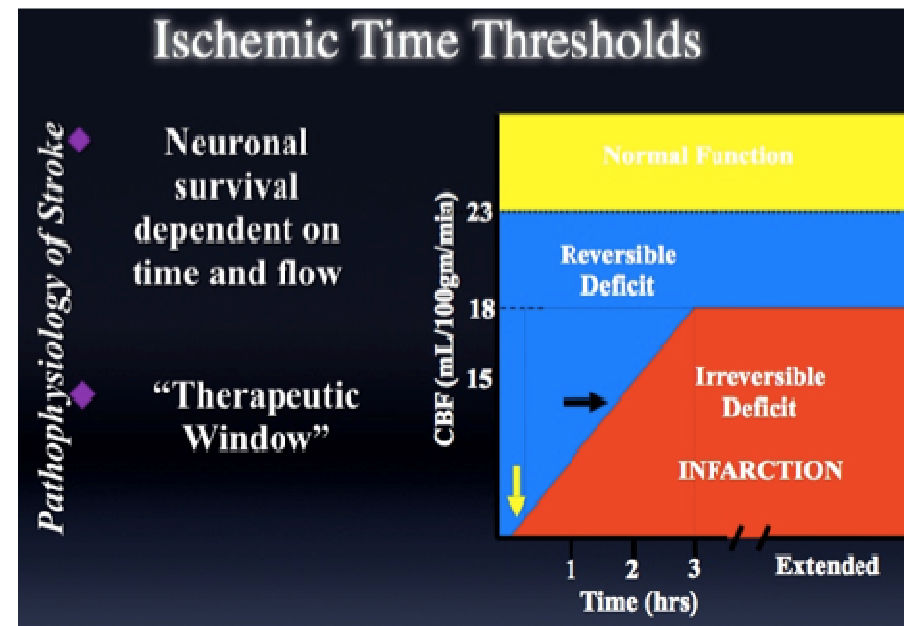 Ischemic Time Thresholds
Pathophysiology of Stroke
Neuronal
survival
dependent on
time and flow
“Therapeutic
Window”
CBF (mL/100gm/min)
23
18
15
Normal Function
Reversible
Deficit
Irreversible
Deficit
INFARCTION
1 2 3 Extended
Time (hrs)